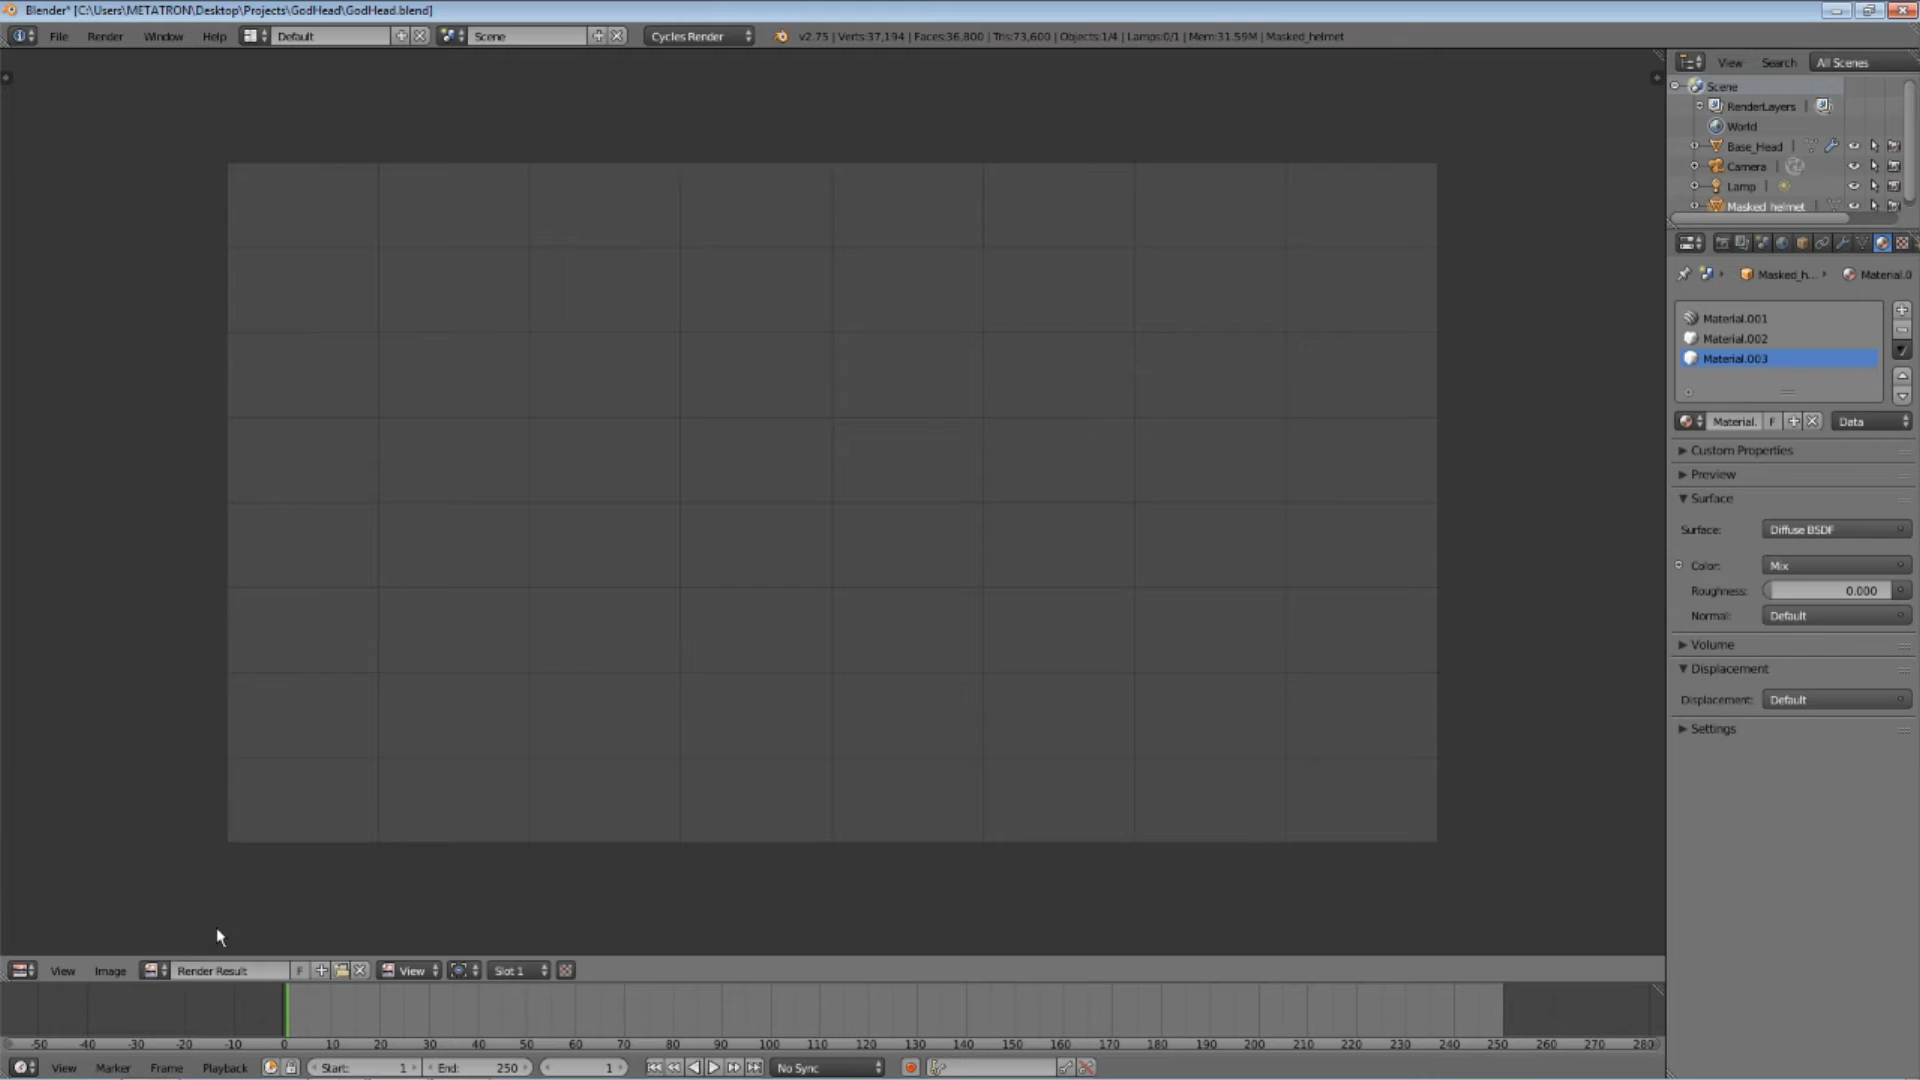 Blender* [C:\Users\METATRON\Desktop\Projects\GodHead\GodHead.blend]
File Render Window Help Default Scene Cycles Render v2.75 | Verts:37,194 | Faces:36,800 | Tris:73,600 | Objects:1/4 | Lamps:0/1 | Mem:31.59M | Masked_helmet
View Search All Scenes
Scene
RenderLayers |
World
Base_Head |
Camera |
Lamp |
Masked_helmet |
Masked_h... Material.0
Material.001
Material.002
Material.003
Material. F Data
Custom Properties
Preview
Surface
Surface: Diffuse BSDF
Color: Mix
Roughness: 0.000
Normal: Default
Volume
Displacement
Displacement: Default
Settings
View Image Render Result F View Slot 1
-50 -40 -30 -20 -10 0 10 20 30 40 50 60 70 80 90 100 110 120 130 140 150 160 170 180 190 200 210 220 230 240 250 260 270 280
View Marker Frame Playback Start: 1 End: 250 1 No Sync